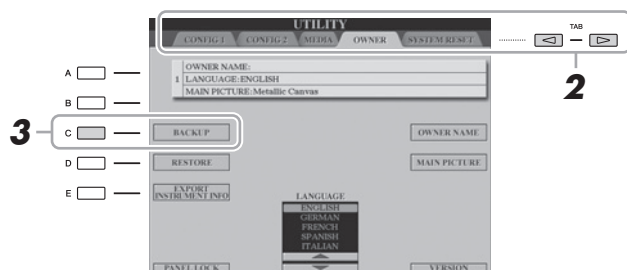 UTILITY
CONFIG 1 CONFIG 2 MEDIA OWNER SYSTEM RESET
TAB
2
OWNER NAME:
1 LANGUAGE:ENGLISH
MAIN PICTURE:Metallic Canvas
A
B
3 C BACKUP OWNER NAME
D RESTORE MAIN PICTURE
E EXPORT
INSTRUMENT INFO
LANGUAGE
ENGLISH
GERMAN
FRENCH
SPANISH
ITALIAN
PANEL LOCK VERSION